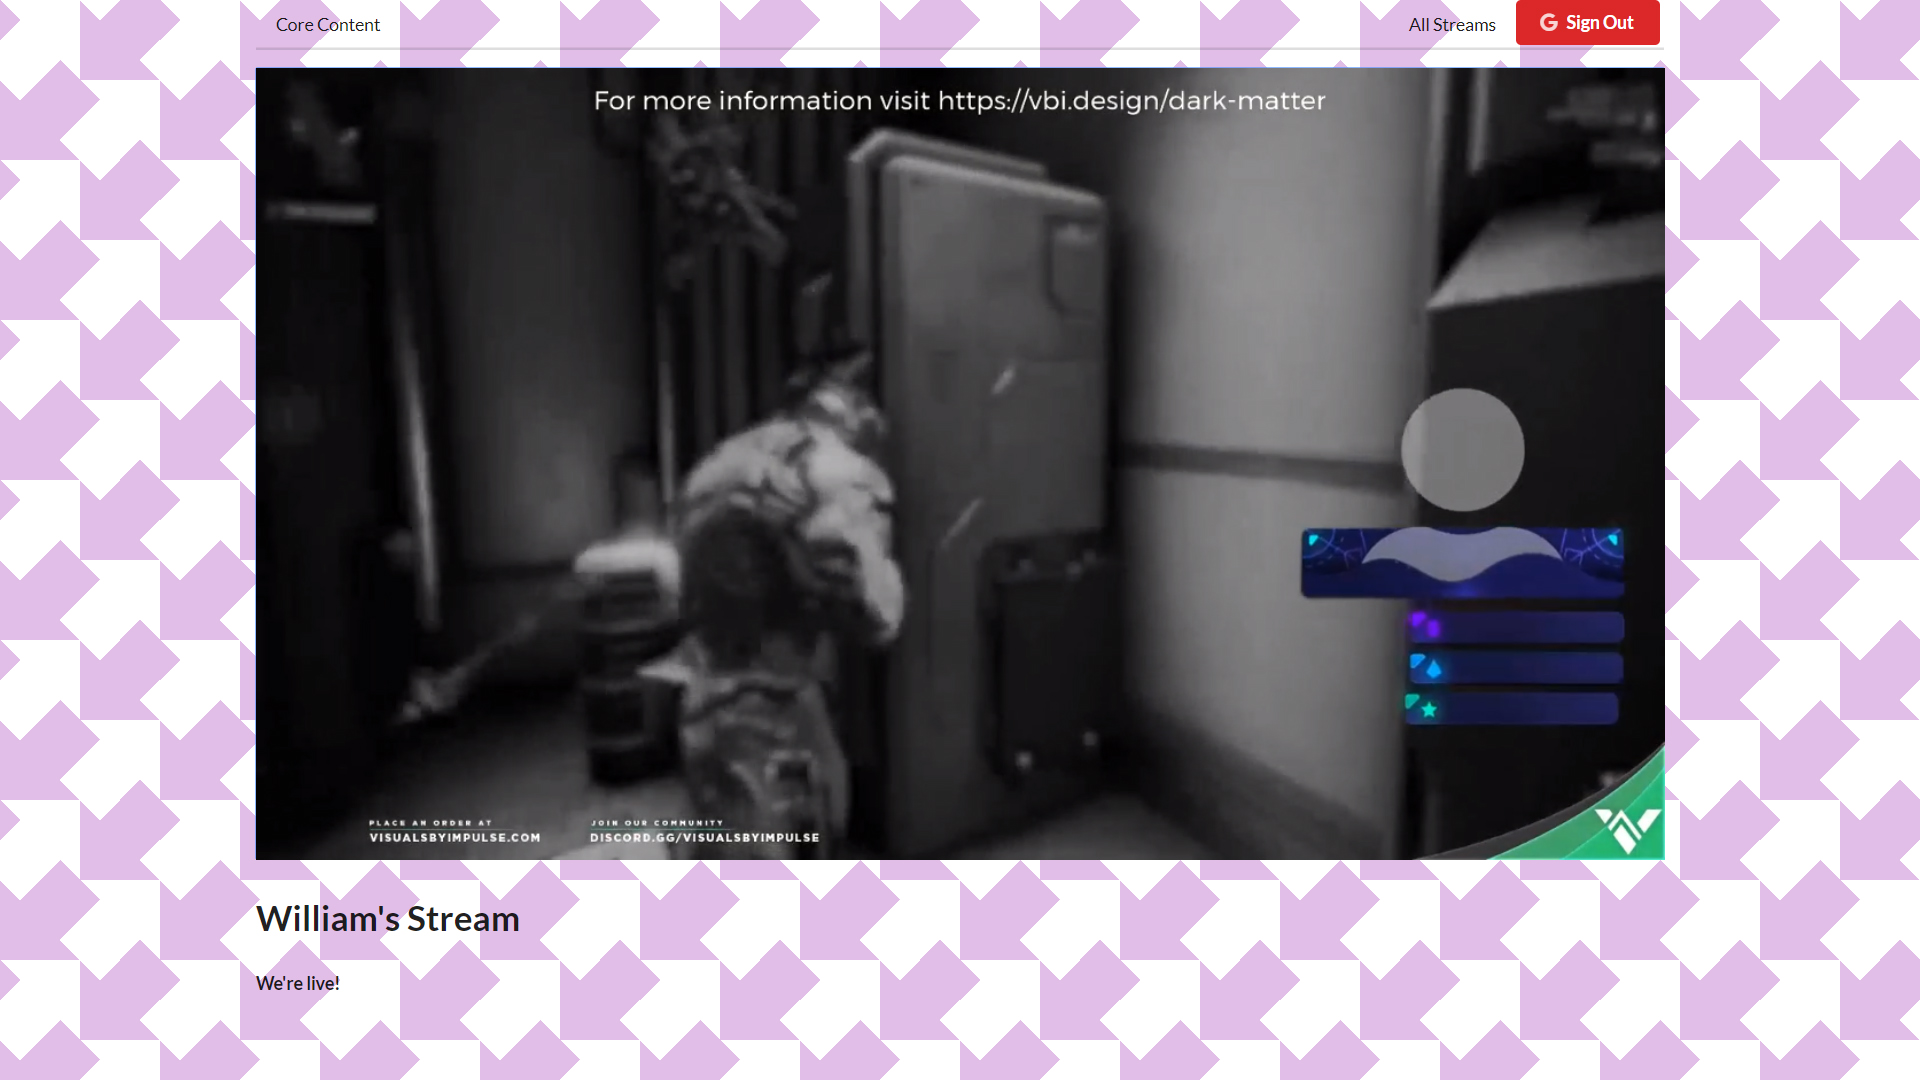 Core Content
All Streams
Sign Out
For more information visit https://vbi.design/dark-matter
PLACE AN ORDER AT
VISUALSBYIMPULSE.COM
JOIN OUR COMMUNITY
DISCORD.GG/VISUALSBYIMPULSE
William's Stream
We're live!